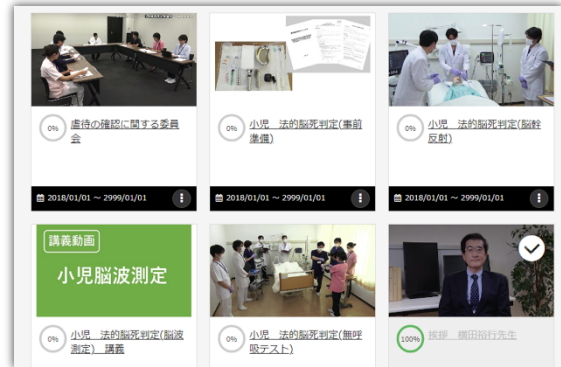 0%
虐待の確認に関する委員
会
0%
小児 法的脳死判定(事前
準備)
0%
小児 法的脳死判定(脳幹
反射)
2018/01/01 ~ 2999/01/01
2018/01/01 ~ 2999/01/01
2018/01/01 ~ 2999/01/01
講義動画
小児脳波測定
0%
小児 法的脳死判定(脳波
測定) 講義
0%
小児 法的脳死判定(無呼
吸テスト)
100%
挨拶 横田裕行先生